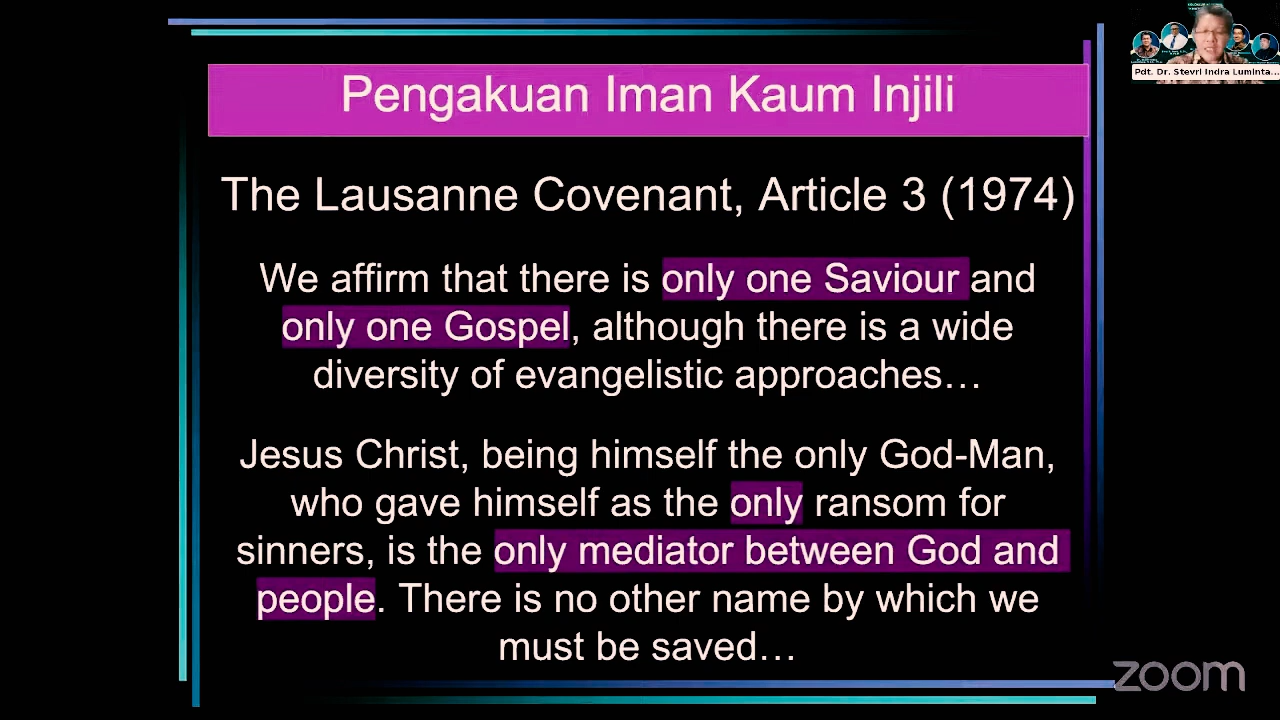 Pengakuan Iman Kaum Injili
The Lausanne Covenant, Article 3 (1974)
We affirm that there is only one Saviour and
only one Gospel, although there is a wide
diversity of evangelistic approaches…
Jesus Christ, being himself the only God-Man,
who gave himself as the only ransom for
sinners, is the only mediator between God and
people. There is no other name by which we
must be saved…
Pdt. Dr. Stevri Indra Luminta...
zoom